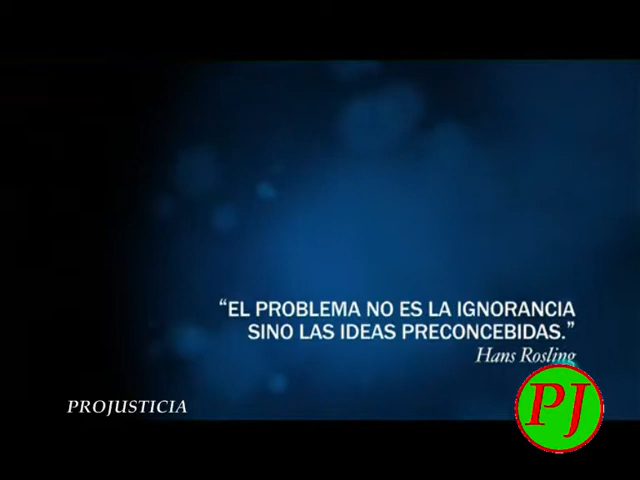 “EL PROBLEMA NO ES LA IGNORANCIA
SINO LAS IDEAS PRECONCEBIDAS.”
Hans Rosling
PROJUSTICIA
PJ